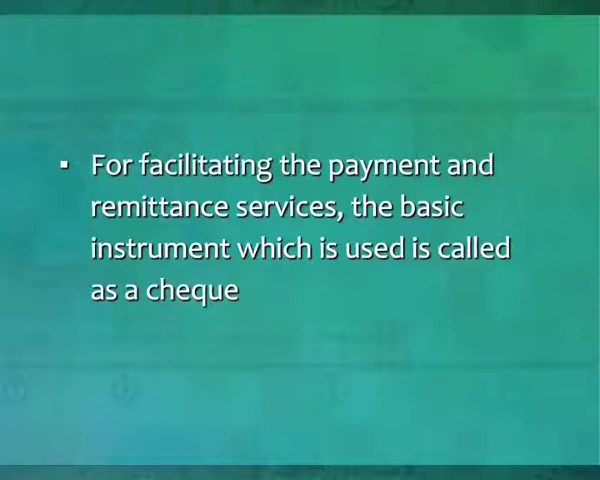 ▪ For facilitating the payment and
remittance services, the basic
instrument which is used is called
as a cheque